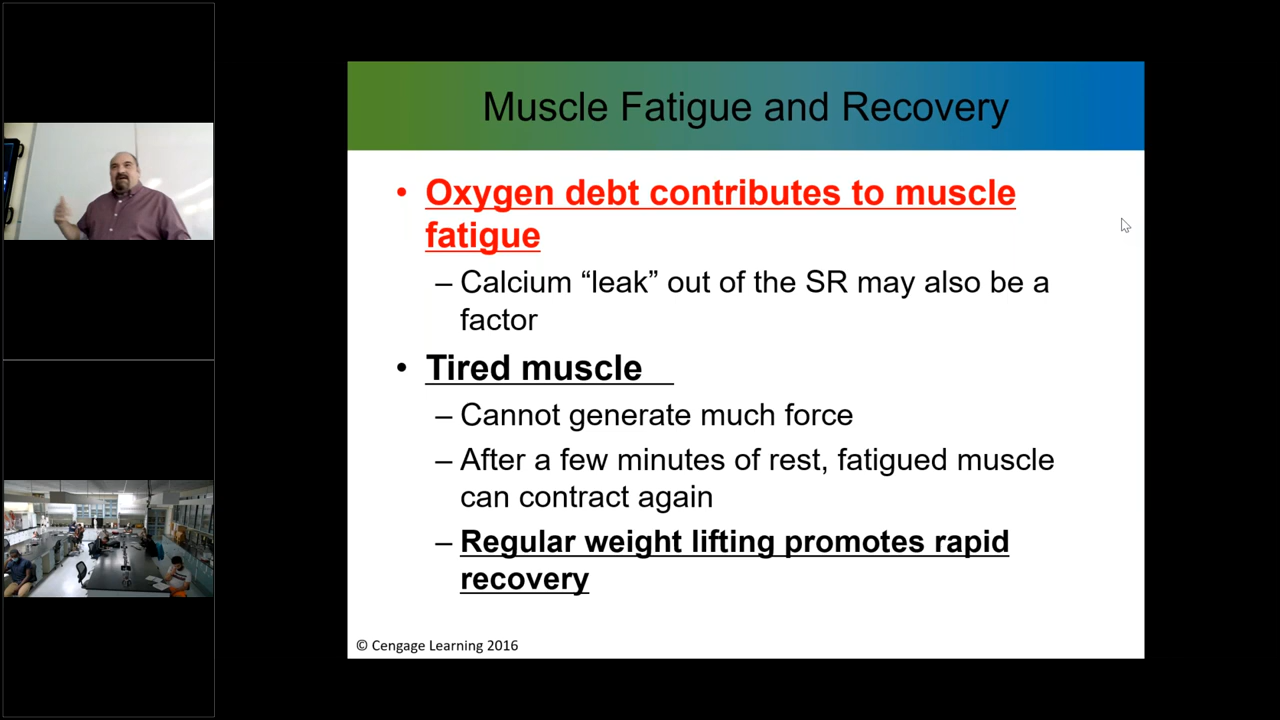 Muscle Fatigue and Recovery
• Oxygen debt contributes to muscle
fatigue
– Calcium “leak” out of the SR may also be a
factor
• Tired muscle
– Cannot generate much force
– After a few minutes of rest, fatigued muscle
can contract again
– Regular weight lifting promotes rapid
recovery
© Cengage Learning 2016